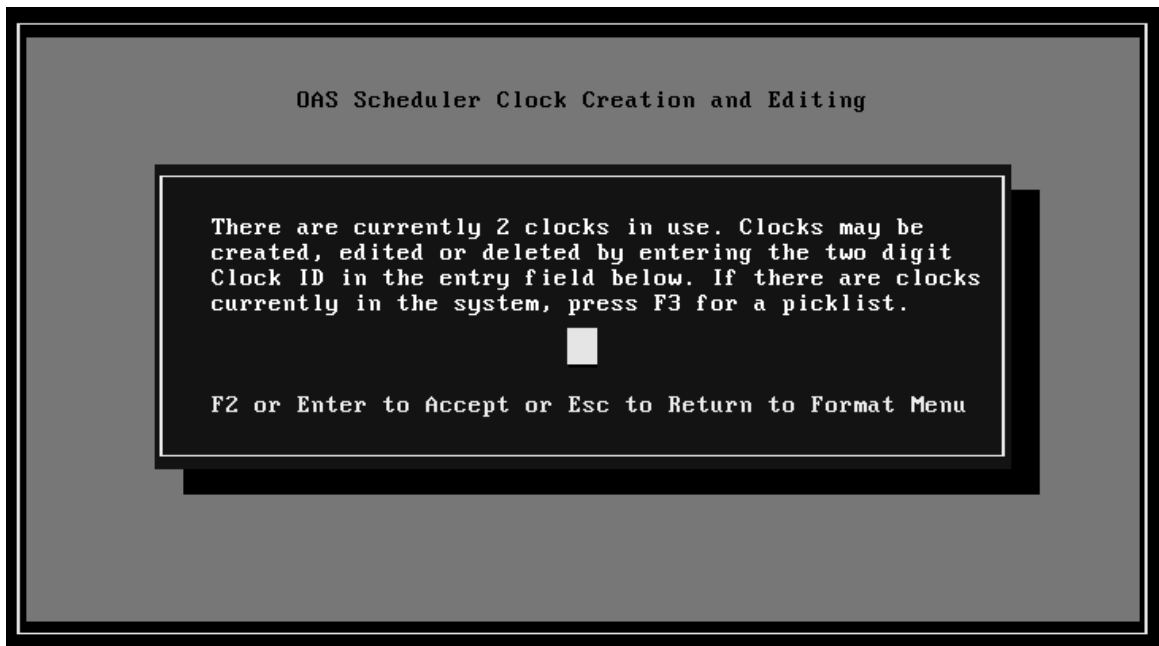 OAS Scheduler Clock Creation and Editing
There are currently 2 clocks in use. Clocks may be
created, edited or deleted by entering the two digit
Clock ID in the entry field below. If there are clocks
currently in the system, press F3 for a picklist.
F2 or Enter to Accept or Esc to Return to Format Menu